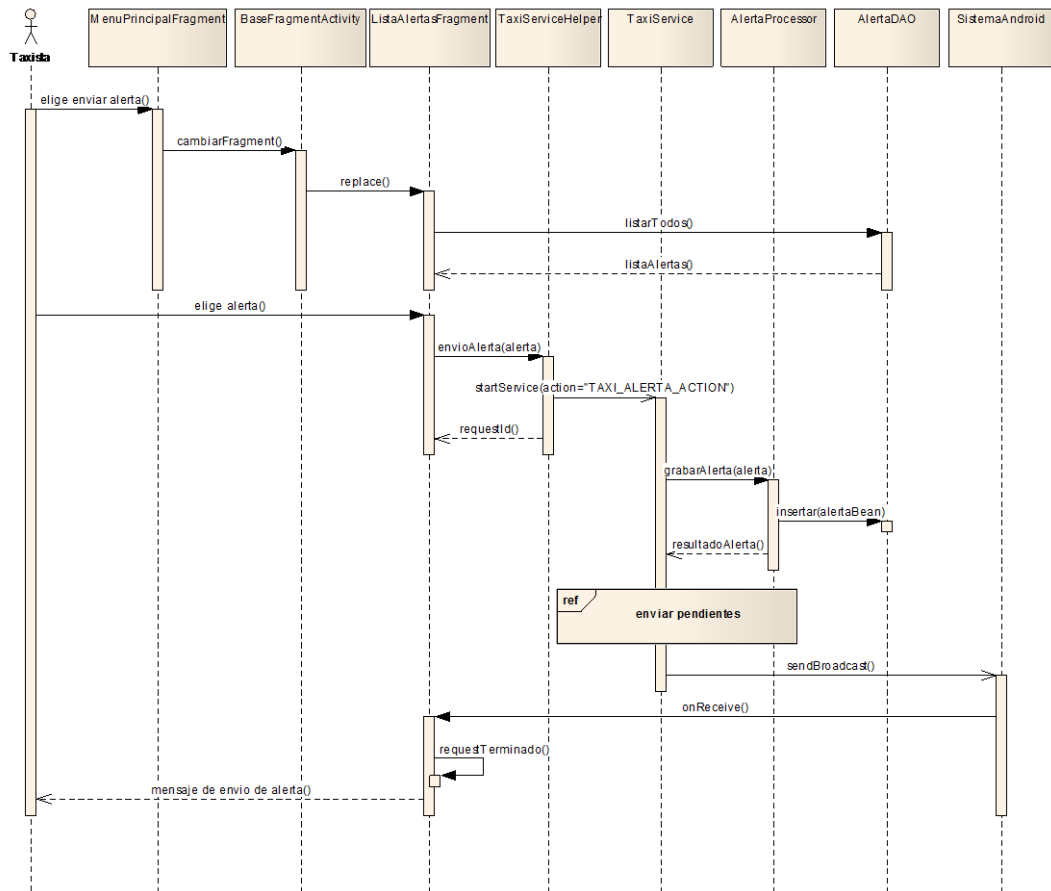 MenuPrincipalFragment
BaseFragmentActivity
ListaAlertasFragment
TaxiServiceHelper
TaxiService
AlertaProcessor
AlertaDAO
SistemaAndroid
Taxista
elige enviar alerta()
cambiarFragment()
replace()
listarTodos()
listaAlertas()
elige alerta()
envioAlerta(alerta)
startService(action="TAXI_ALERTA_ACTION")
requestId()
grabarAlerta(alerta)
insertar(alertaBean)
resultadoAlerta()
ref
enviar pendientes
sendBroadcast()
onReceive()
requestTerminado()
mensaje de envio de alerta()